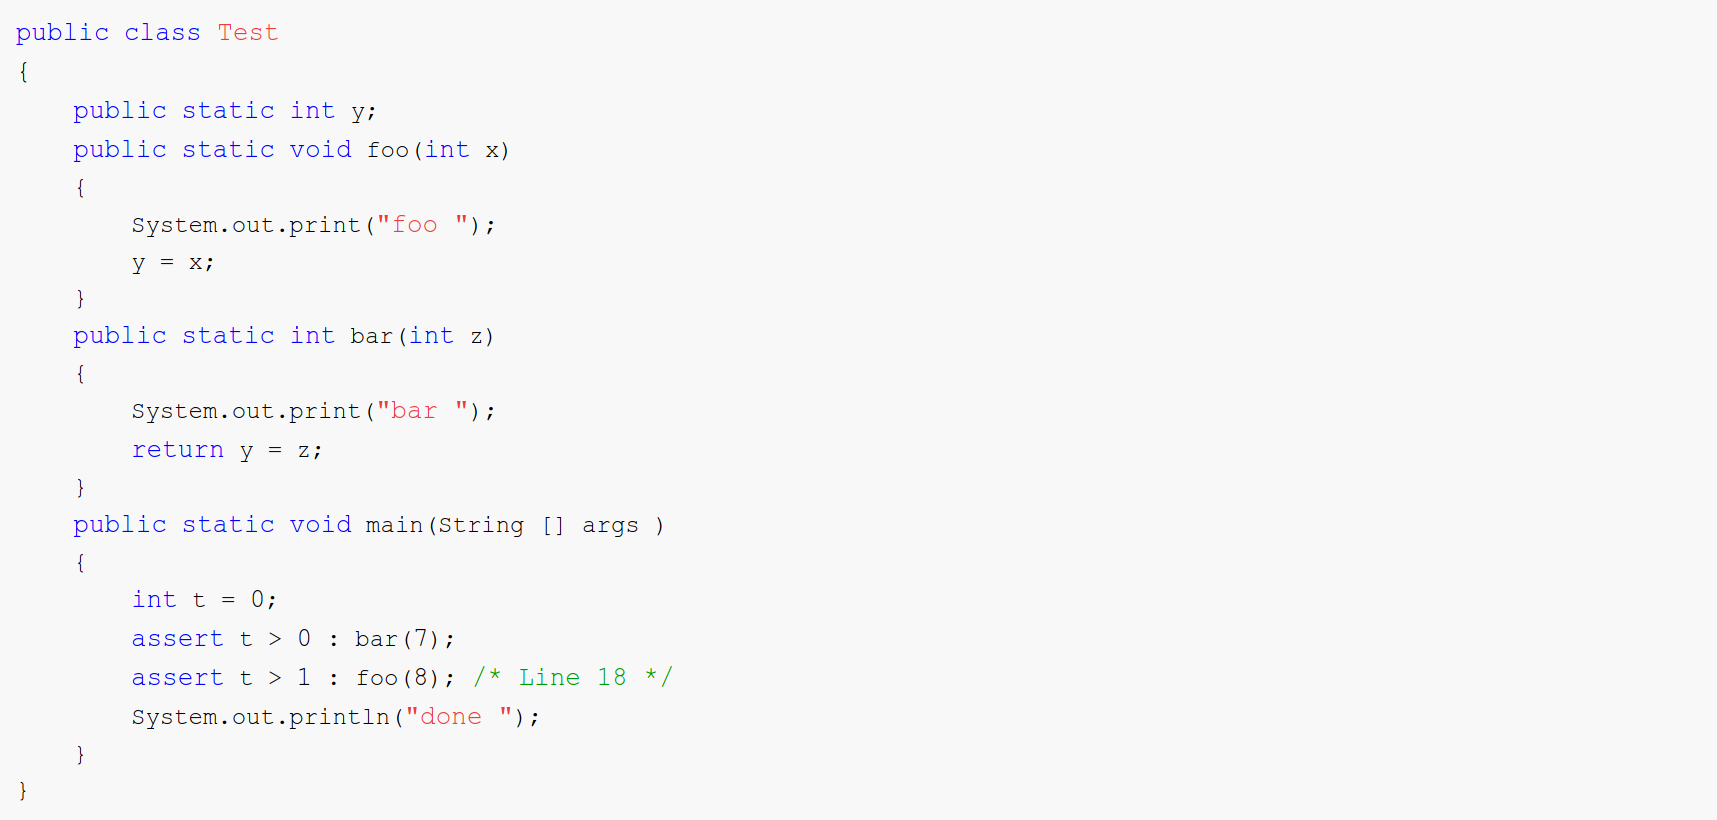 public class Test
{
    public static int y;
    public static void foo(int x)
    {
        System.out.print("foo ");
        y = x;
    }
    public static int bar(int z)
    {
        System.out.print("bar ");
        return y = z;
    }
    public static void main(String [] args )
    {
        int t = 0;
        assert t > 0 : bar(7);
        assert t > 1 : foo(8); /* Line 18 */
        System.out.println("done ");
    }
}